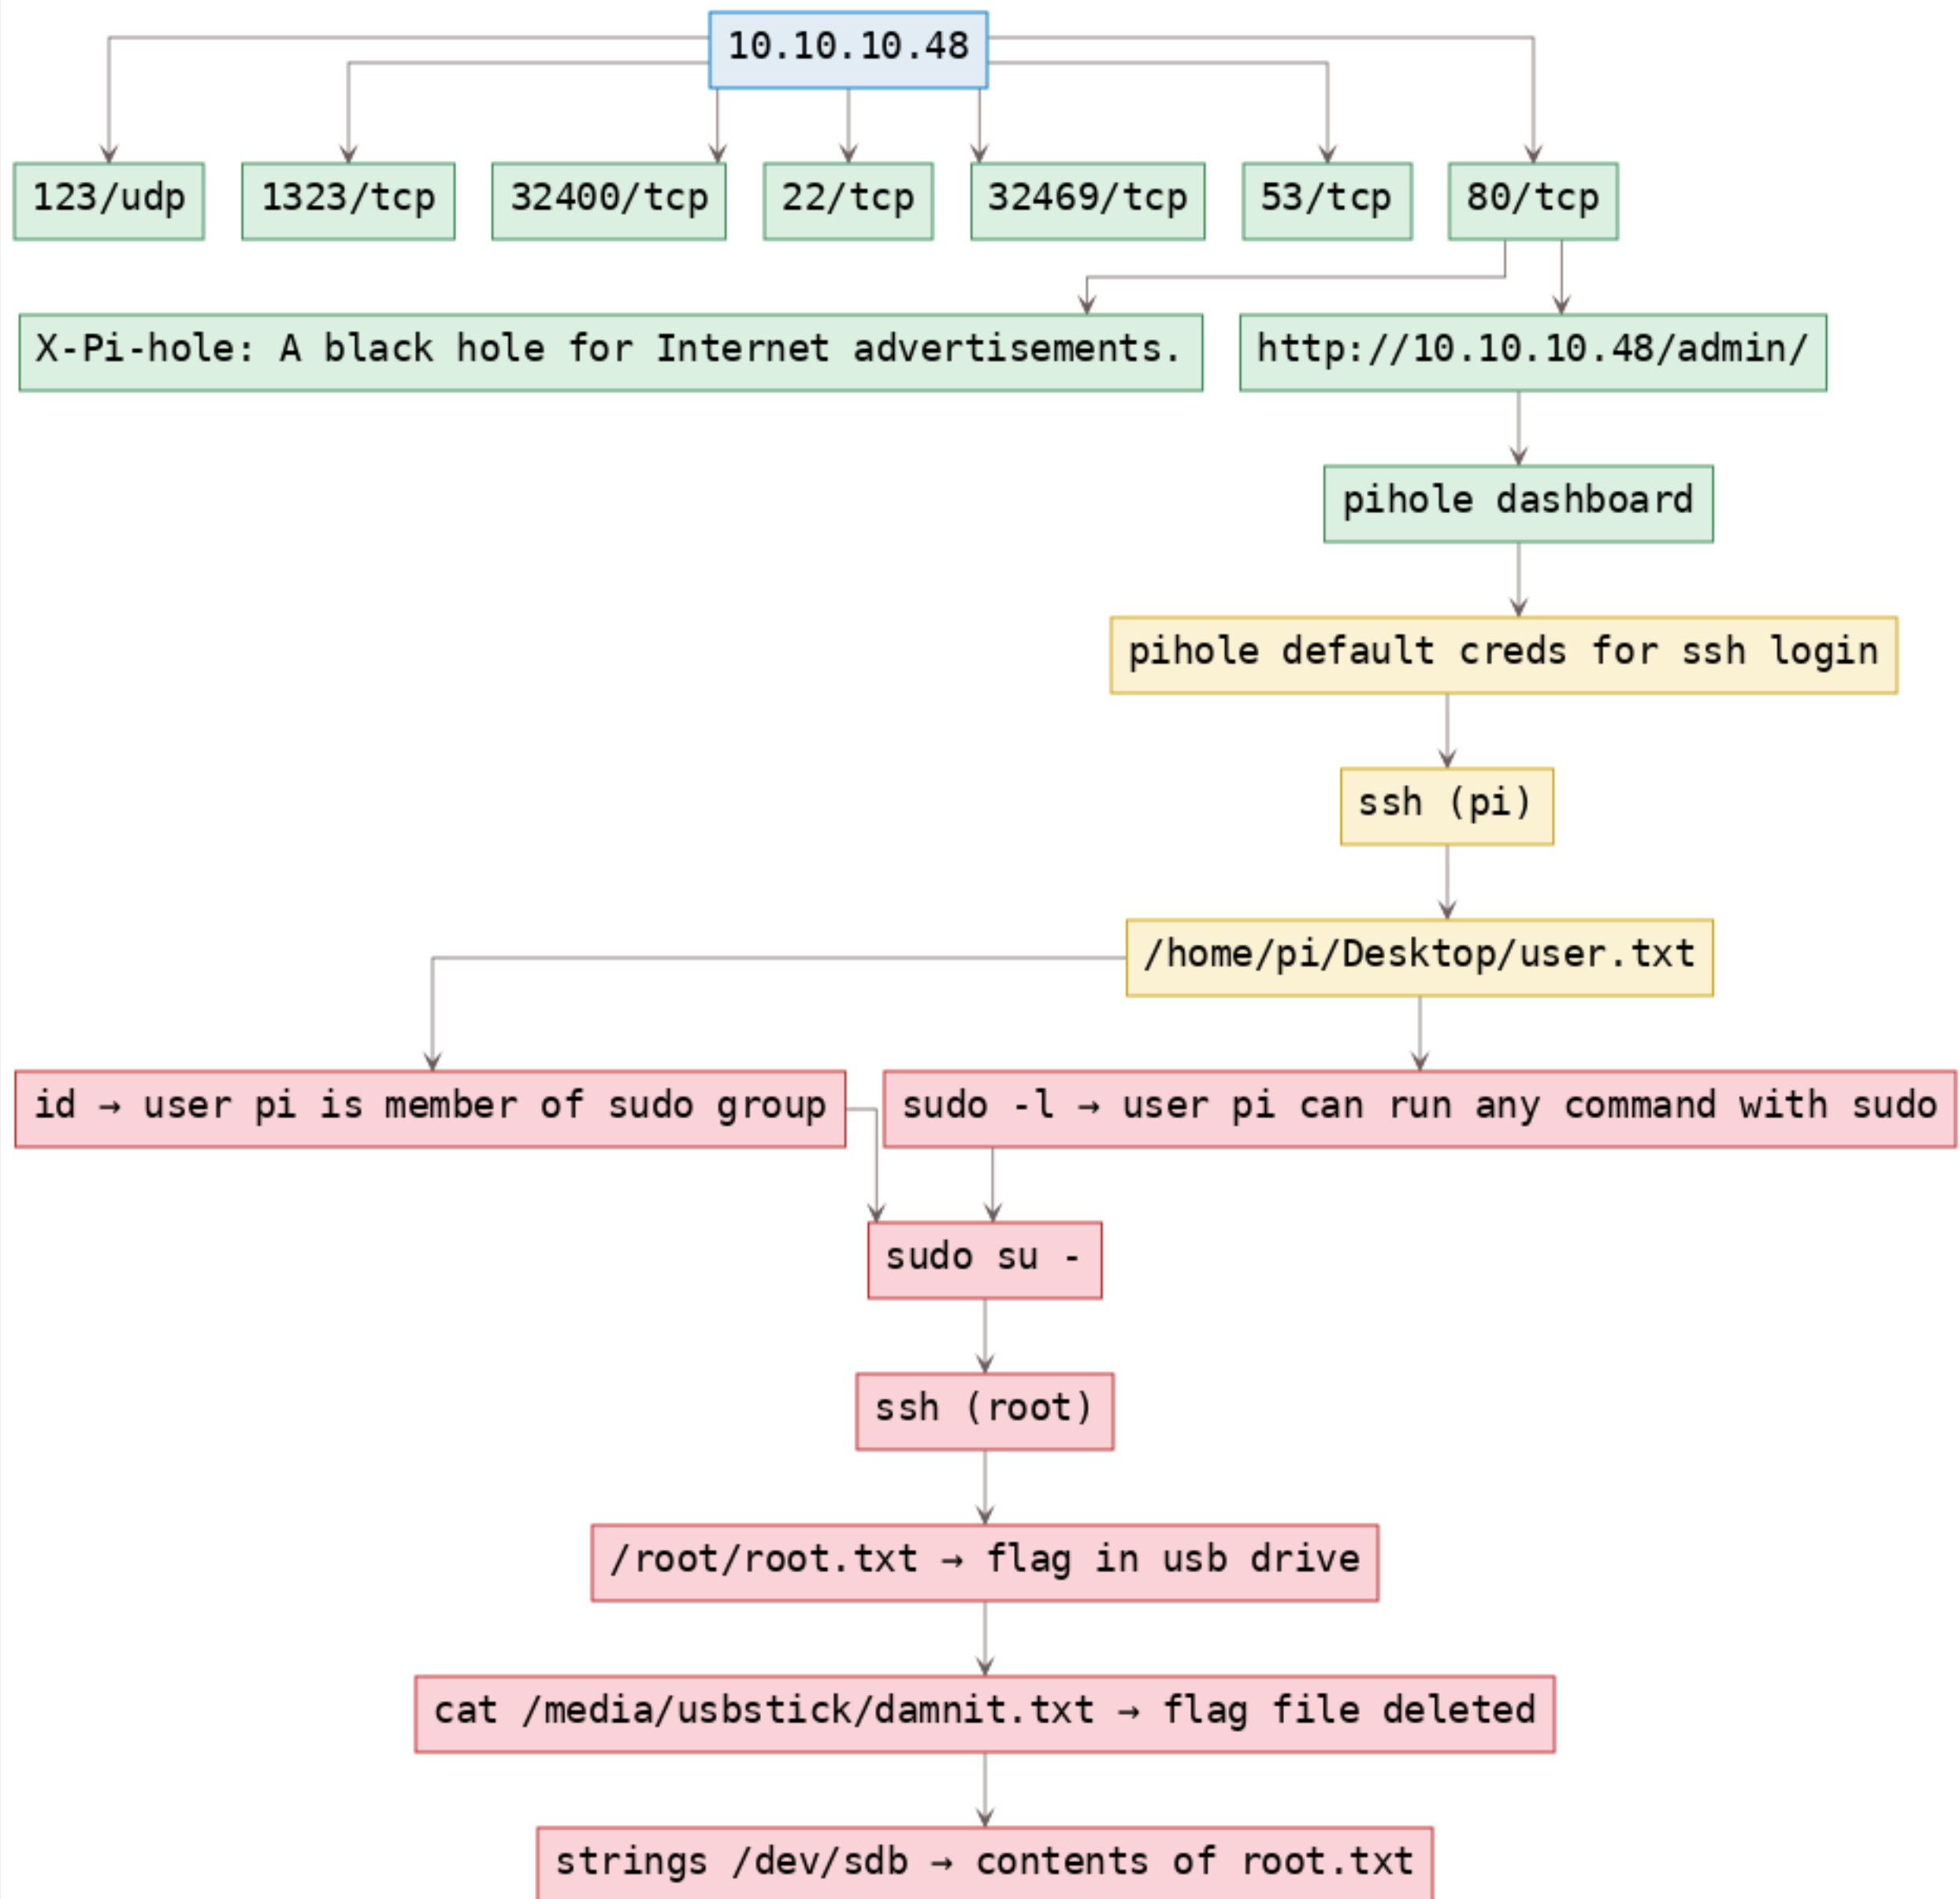 10.10.10.48
123/udp
1323/tcp
32400/tcp
22/tcp
32469/tcp
53/tcp
80/tcp
X-Pi-hole: A black hole for Internet advertisements.
http://10.10.10.48/admin/
pihole dashboard
pihole default creds for ssh login
ssh (pi)
/home/pi/Desktop/user.txt
id → user pi is member of sudo group
sudo -l → user pi can run any command with sudo
sudo su -
ssh (root)
/root/root.txt → flag in usb drive
cat /media/usbstick/damnit.txt → flag file deleted
strings /dev/sdb → contents of root.txt